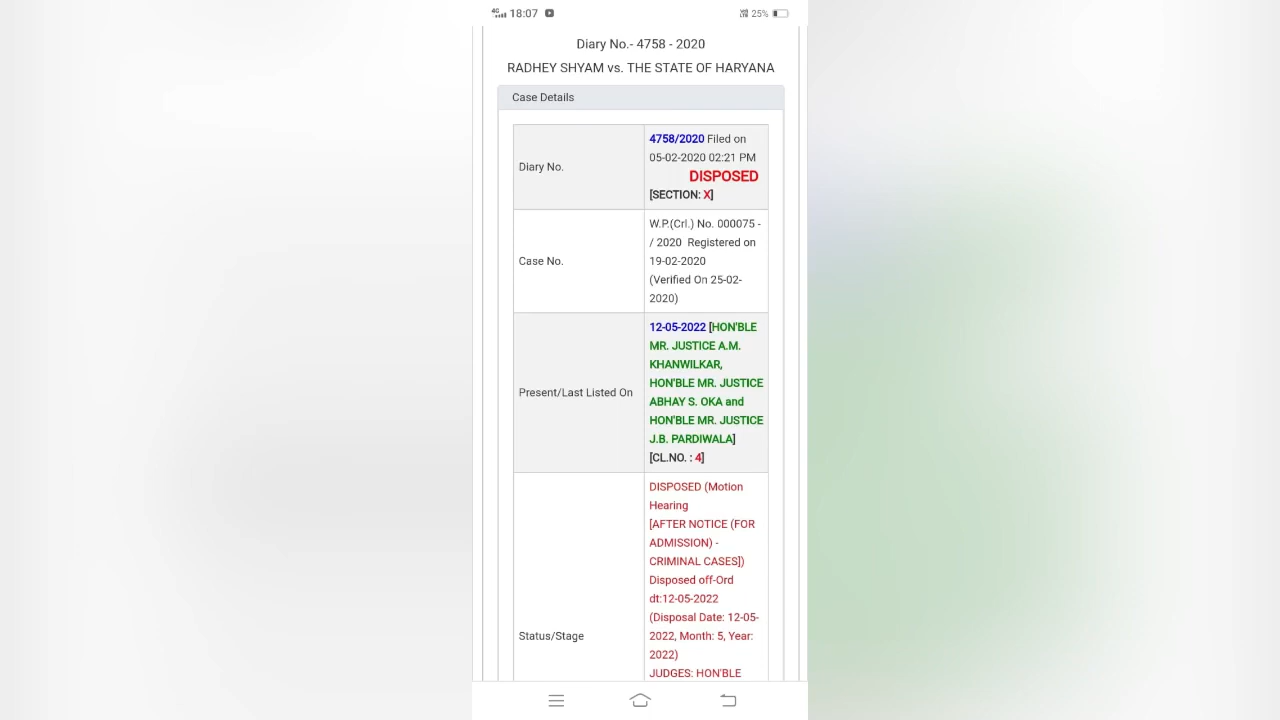 4G 18:07 25%
Diary No.- 4758 - 2020
RADHEY SHYAM vs. THE STATE OF HARYANA
Case Details
Diary No.
4758/2020 Filed on
05-02-2020 02:21 PM
DISPOSED
[SECTION: X]
Case No.
W.P.(Crl.) No. 000075 -
/ 2020 Registered on
19-02-2020
(Verified On 25-02-
2020)
Present/Last Listed On
12-05-2022 [HON'BLE
MR. JUSTICE A.M.
KHANWILKAR,
HON'BLE MR. JUSTICE
ABHAY S. OKA and
HON'BLE MR. JUSTICE
J.B. PARDIWALA]
[CL.NO. : 4]
Status/Stage
DISPOSED (Motion
Hearing
[AFTER NOTICE (FOR
ADMISSION) -
CRIMINAL CASES])
Disposed off-Ord
dt:12-05-2022
(Disposal Date: 12-05-
2022, Month: 5, Year:
2022)
JUDGES: HON'BLE